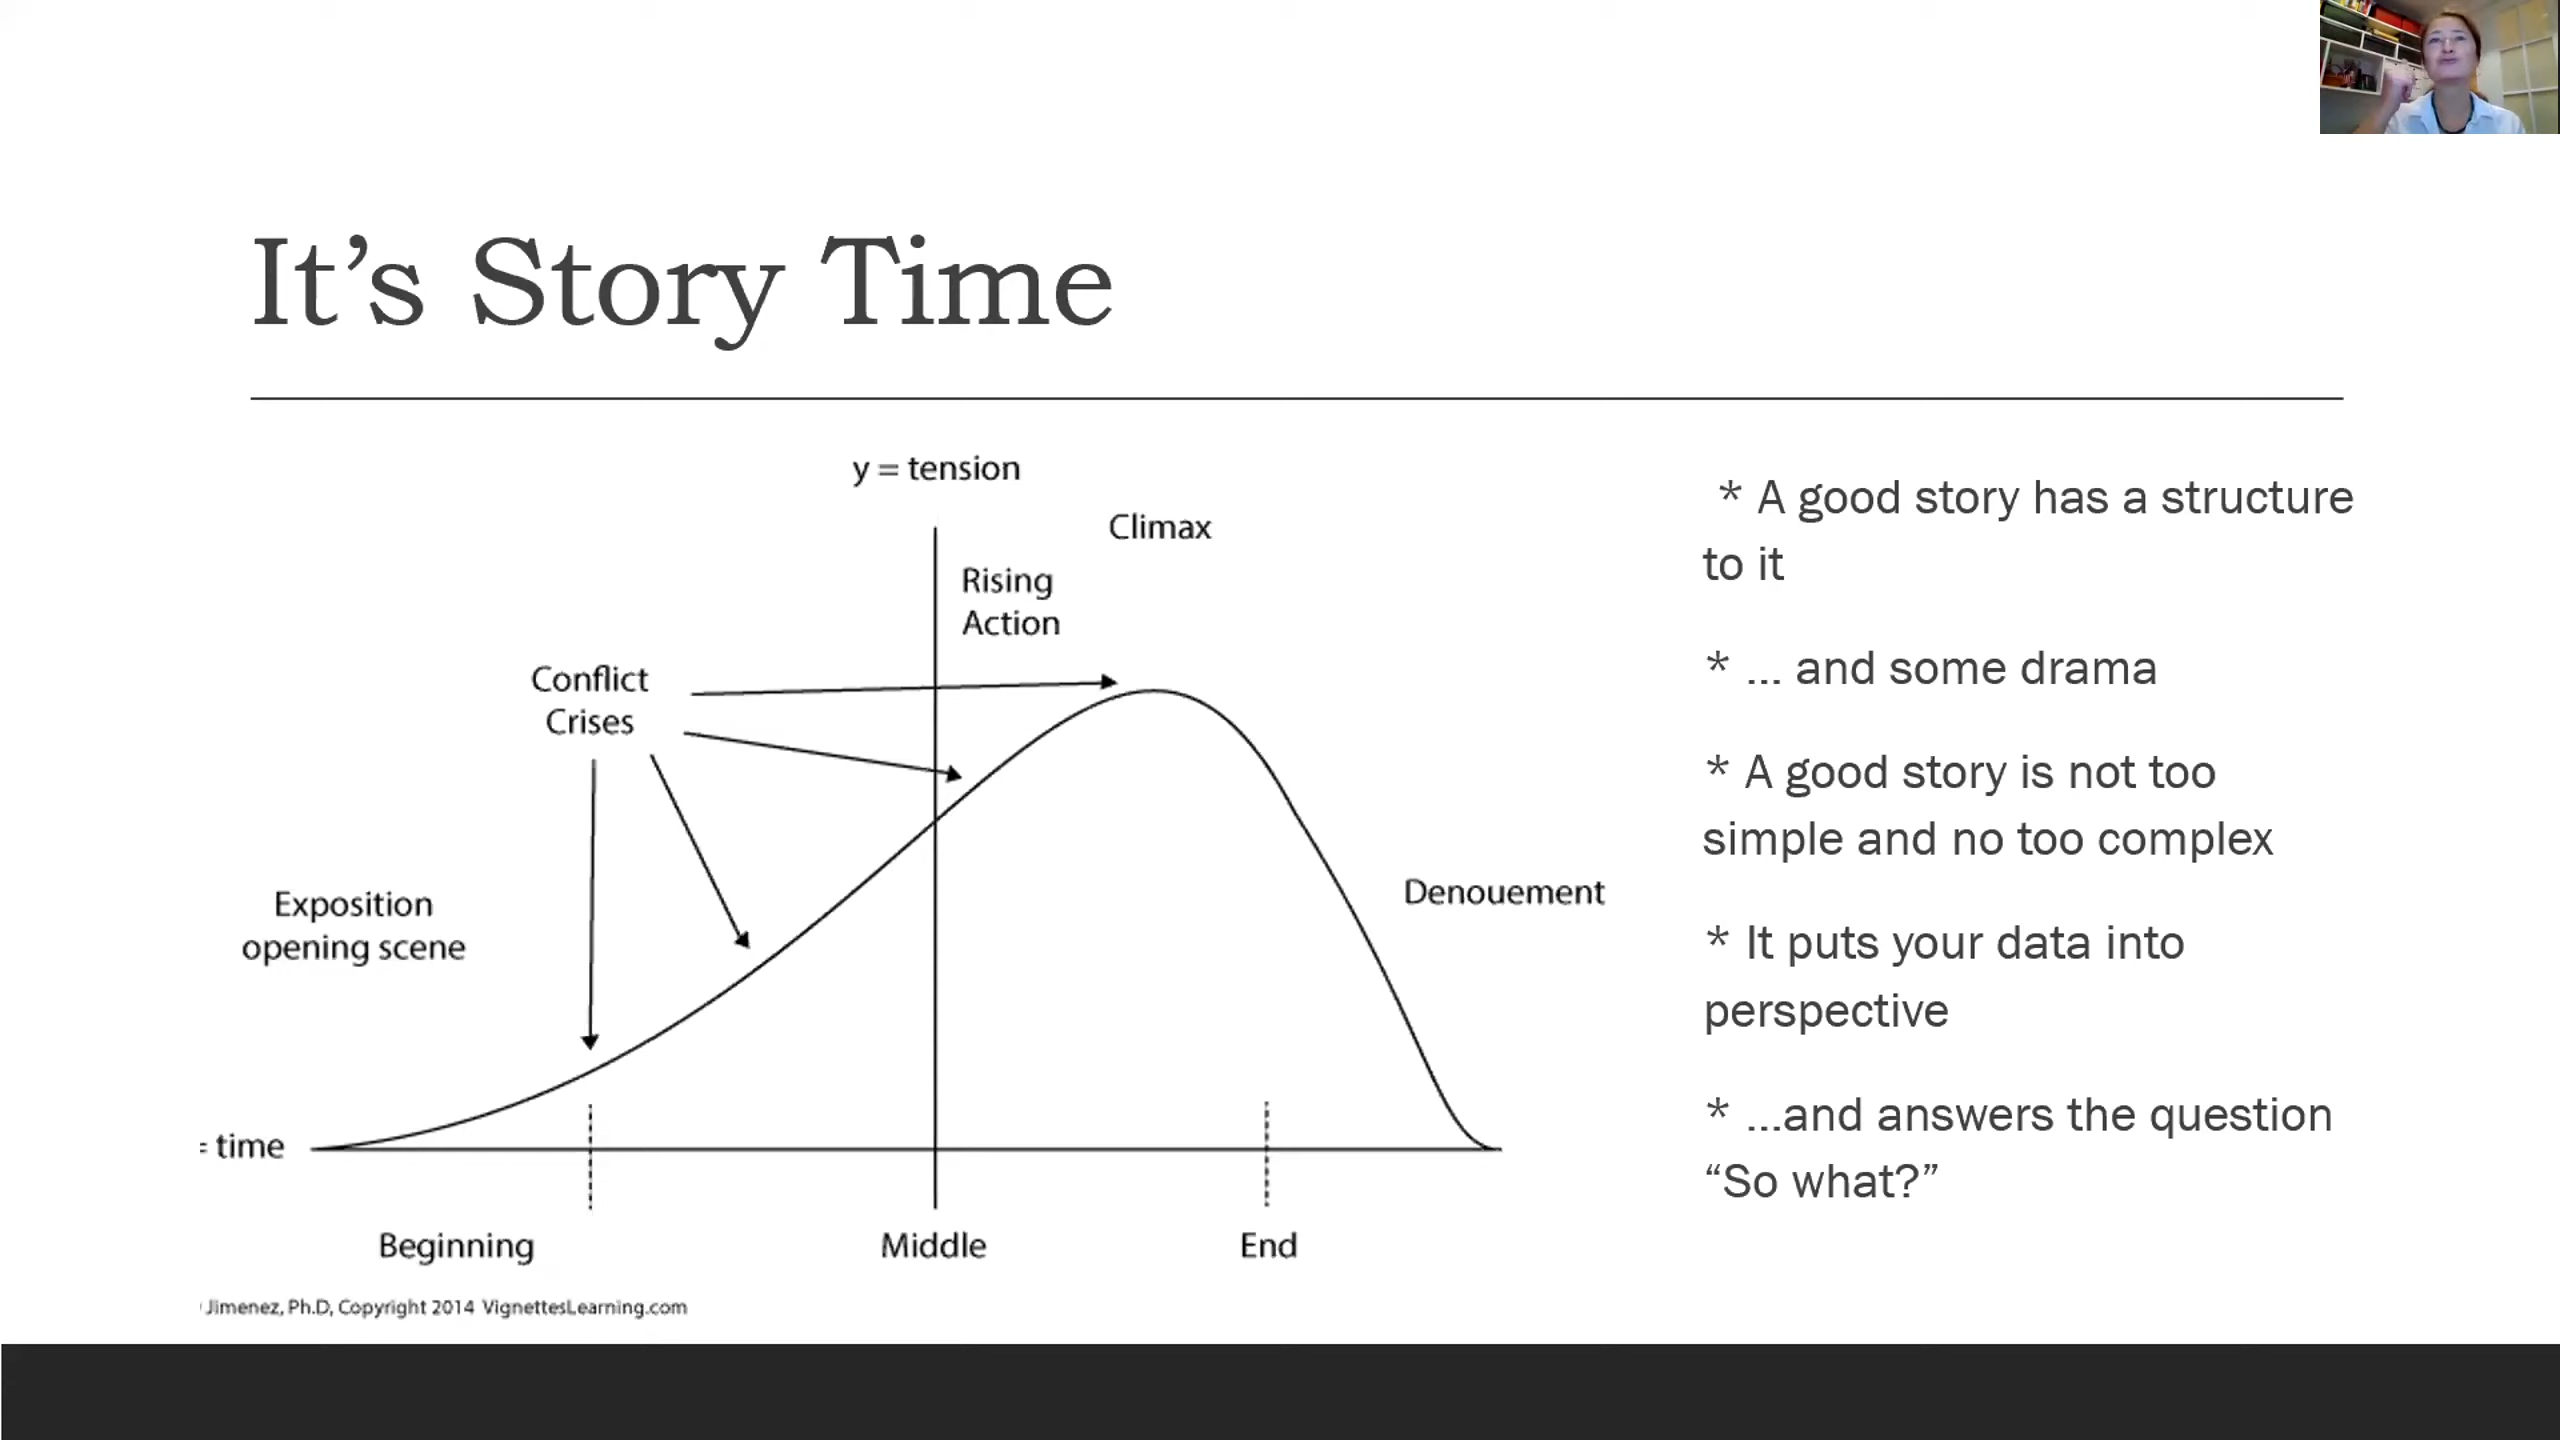 It’s Story Time
y = tension
Climax
Rising
Action
Conflict
Crises
Exposition
opening scene
Denouement
= time
Beginning
Middle
End
Jimenez, Ph.D, Copyright 2014 VignettesLearning.com
* A good story has a structure
to it
* ... and some drama
* A good story is not too
simple and no too complex
* It puts your data into
perspective
* ...and answers the question
“So what?”